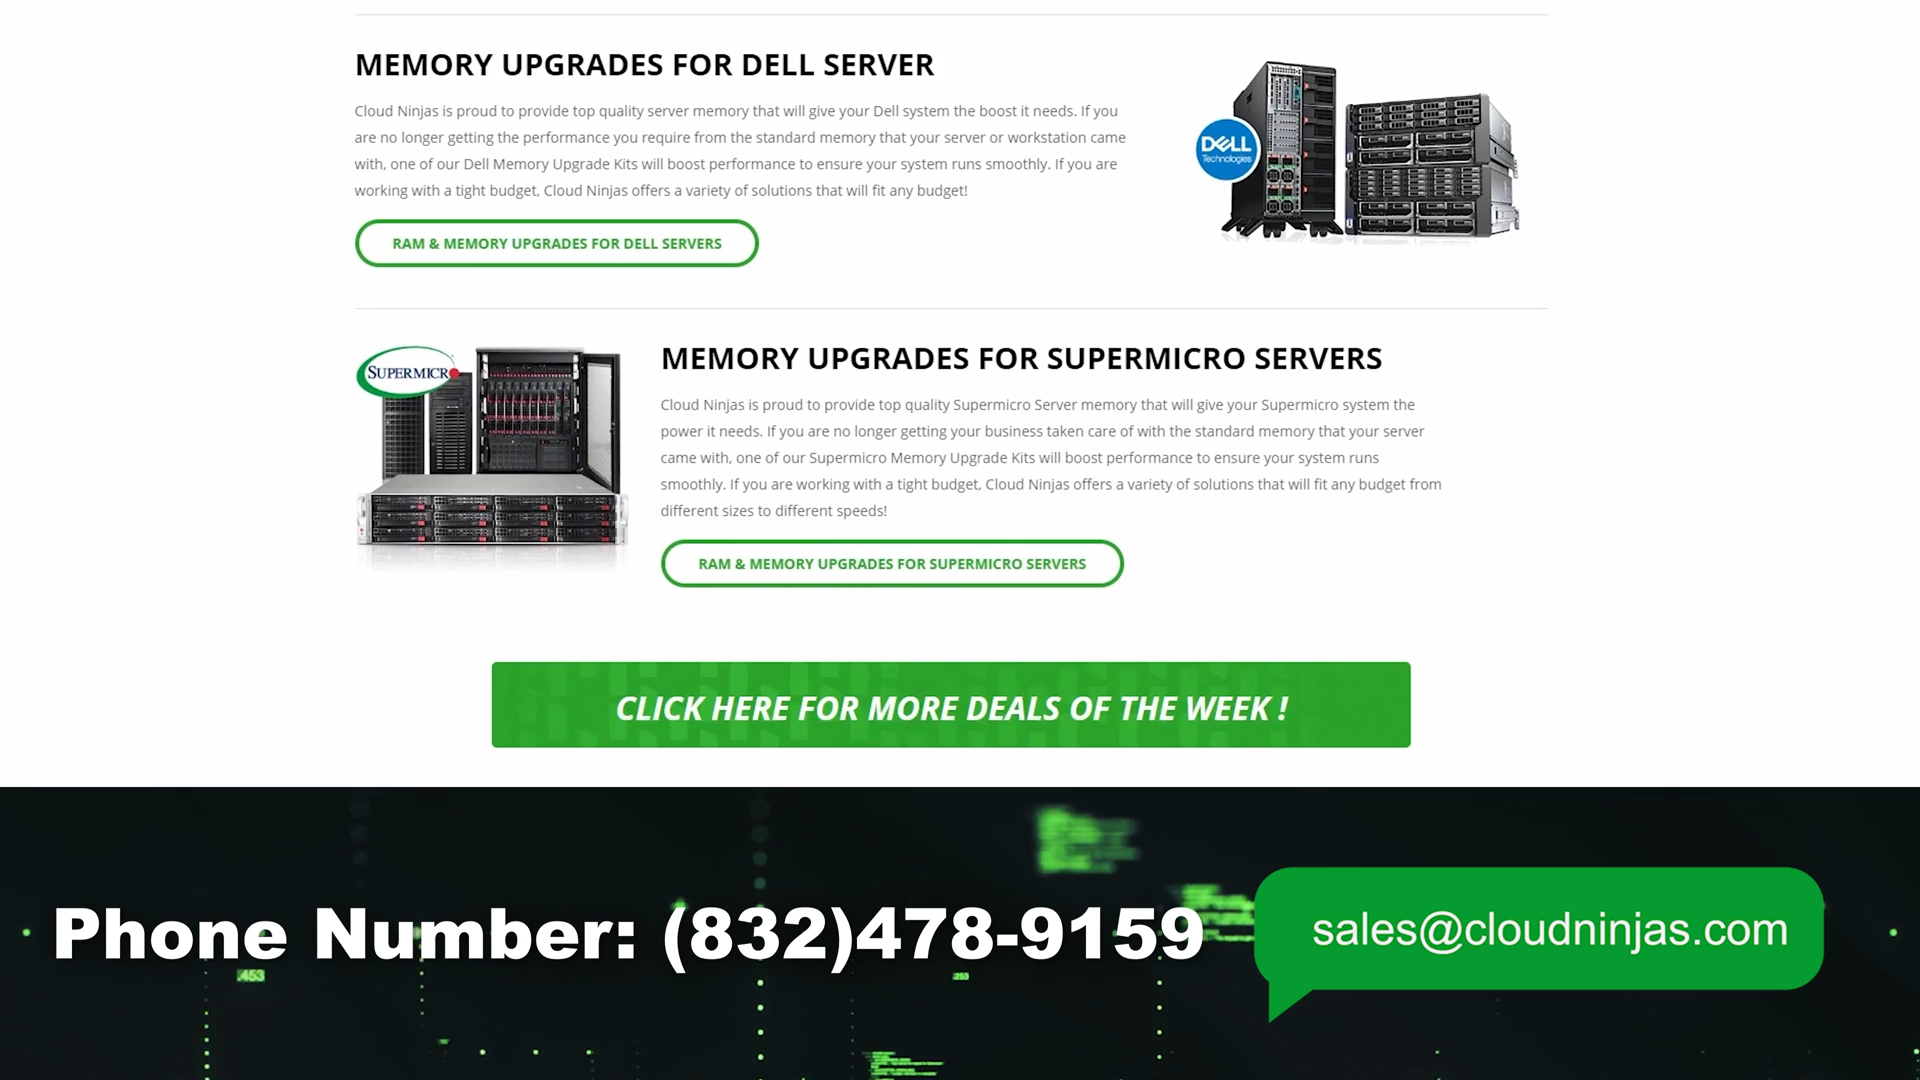 MEMORY UPGRADES FOR DELL SERVER
Cloud Ninjas is proud to provide top quality server memory that will give your Dell system the boost it needs. If you
are no longer getting the performance you require from the standard memory that your server or workstation came
with, one of our Dell Memory Upgrade Kits will boost performance to ensure your system runs smoothly. If you are
working with a tight budget, Cloud Ninjas offers a variety of solutions that will fit any budget!
RAM & MEMORY UPGRADES FOR DELL SERVERS
DELL
Technologies
SUPERMICR
MEMORY UPGRADES FOR SUPERMICRO SERVERS
Cloud Ninjas is proud to provide top quality Supermicro Server memory that will give your Supermicro system the
power it needs. If you are no longer getting your business taken care of with the standard memory that your server
came with, one of our Supermicro Memory Upgrade Kits will boost performance to ensure your system runs
smoothly. If you are working with a tight budget, Cloud Ninjas offers a variety of solutions that will fit any budget from
different sizes to different speeds!
RAM & MEMORY UPGRADES FOR SUPERMICRO SERVERS
CLICK HERE FOR MORE DEALS OF THE WEEK !
Phone Number: (832)478-9159
sales@cloudninjas.com
.453
.253